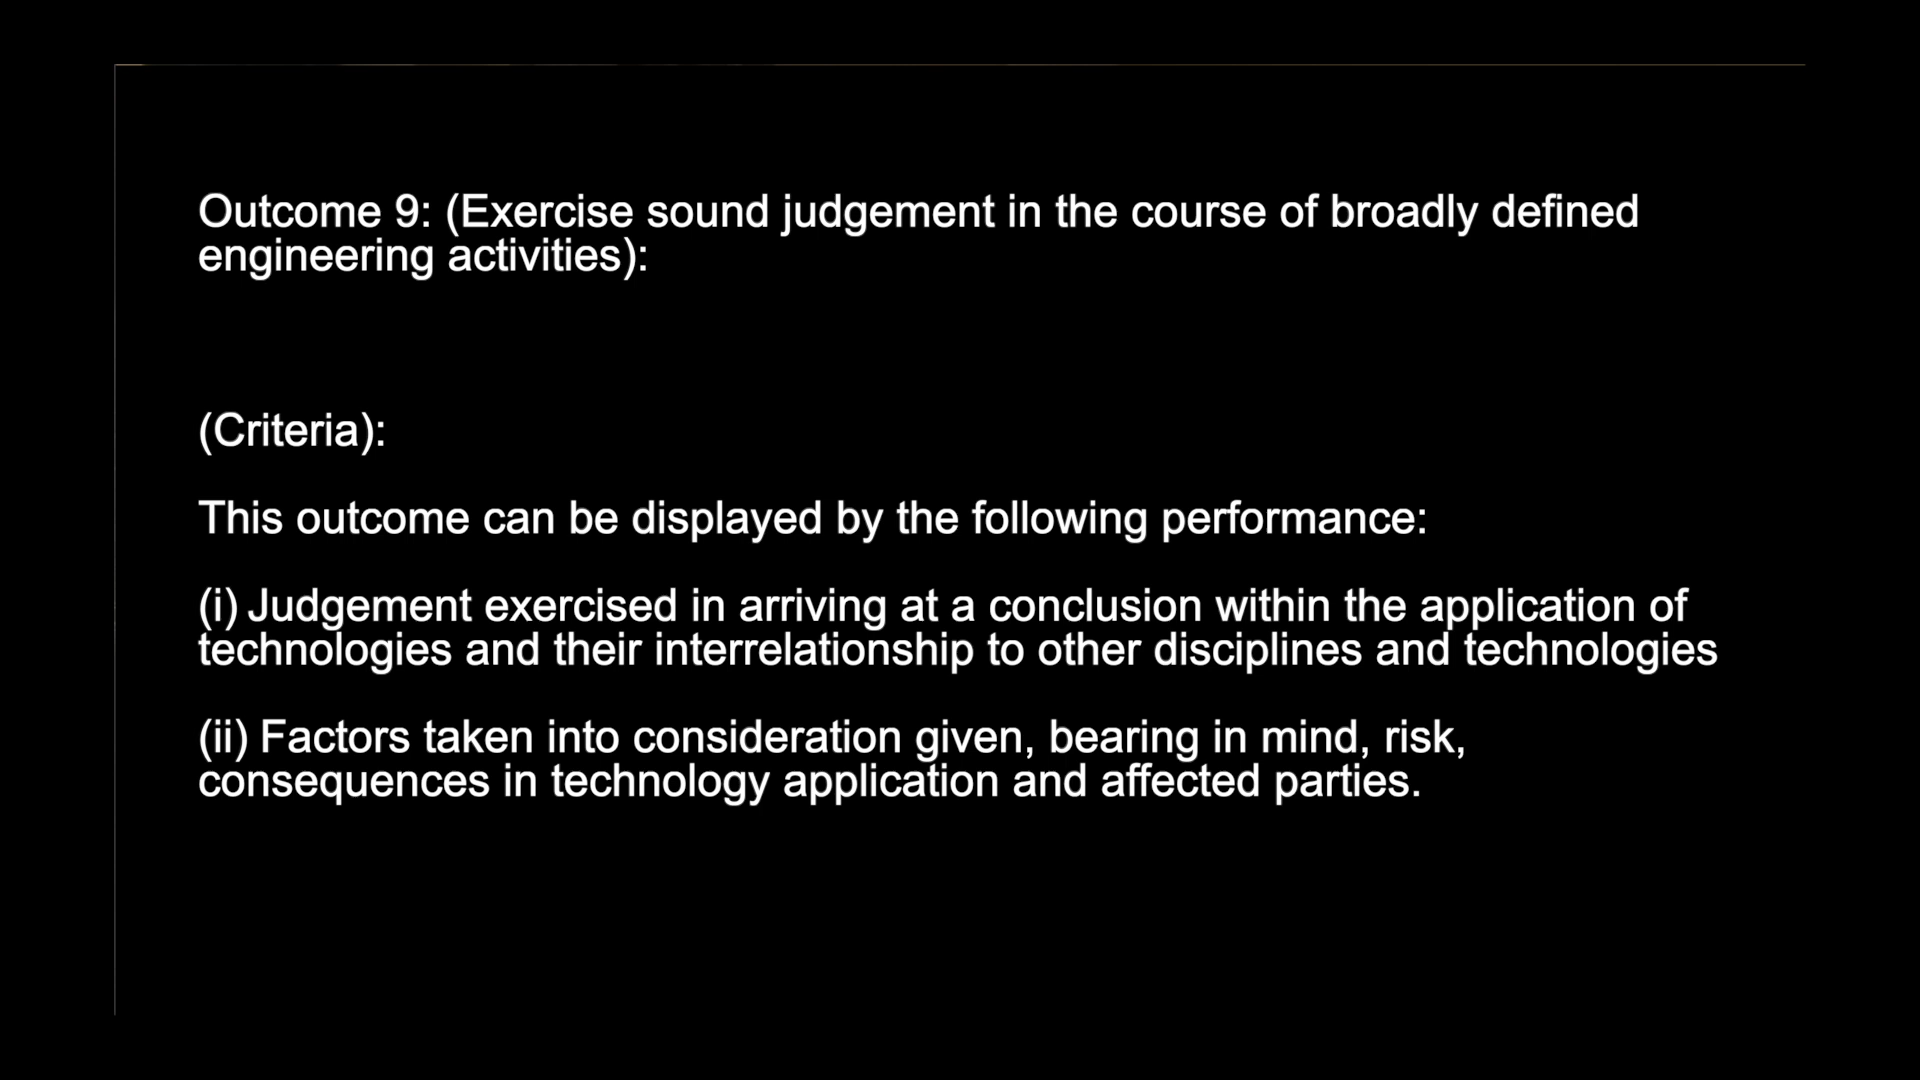 Outcome 9: (Exercise sound judgement in the course of broadly defined
engineering activities):
(Criteria):
This outcome can be displayed by the following performance:
(i) Judgement exercised in arriving at a conclusion within the application of
technologies and their interrelationship to other disciplines and technologies
(ii) Factors taken into consideration given, bearing in mind, risk,
consequences in technology application and affected parties.